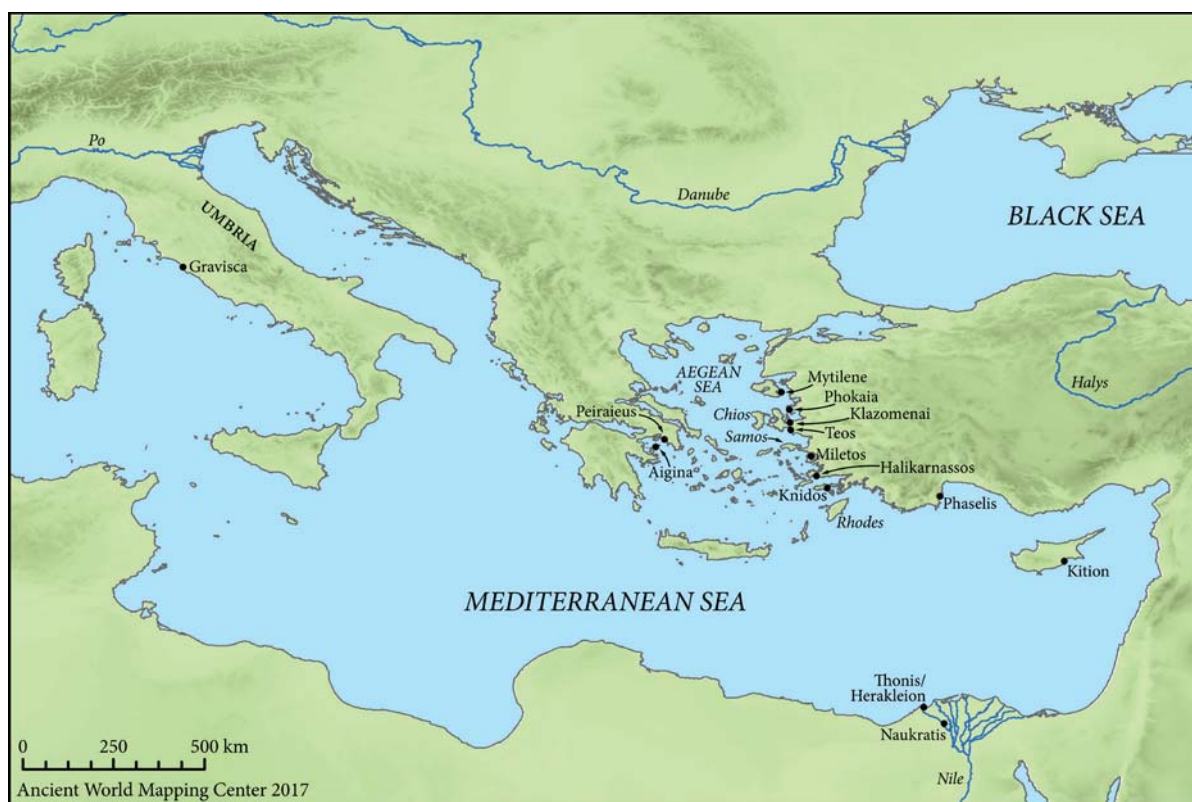 Po
UMBRIA
Gravisca
Danube
BLACK SEA
Halys
AEGEAN
SEA
Mytilene
Phokaia
Klazomenai
Teos
Chios
Samos
Peiraieus
Aigina
Miletos
Halikarnassos
Knidos
Rhodes
Phaselis
Kition
MEDITERRANEAN SEA
Thonis/
Herakleion
Naukratis
Nile
0 250 500 km
Ancient World Mapping Center 2017